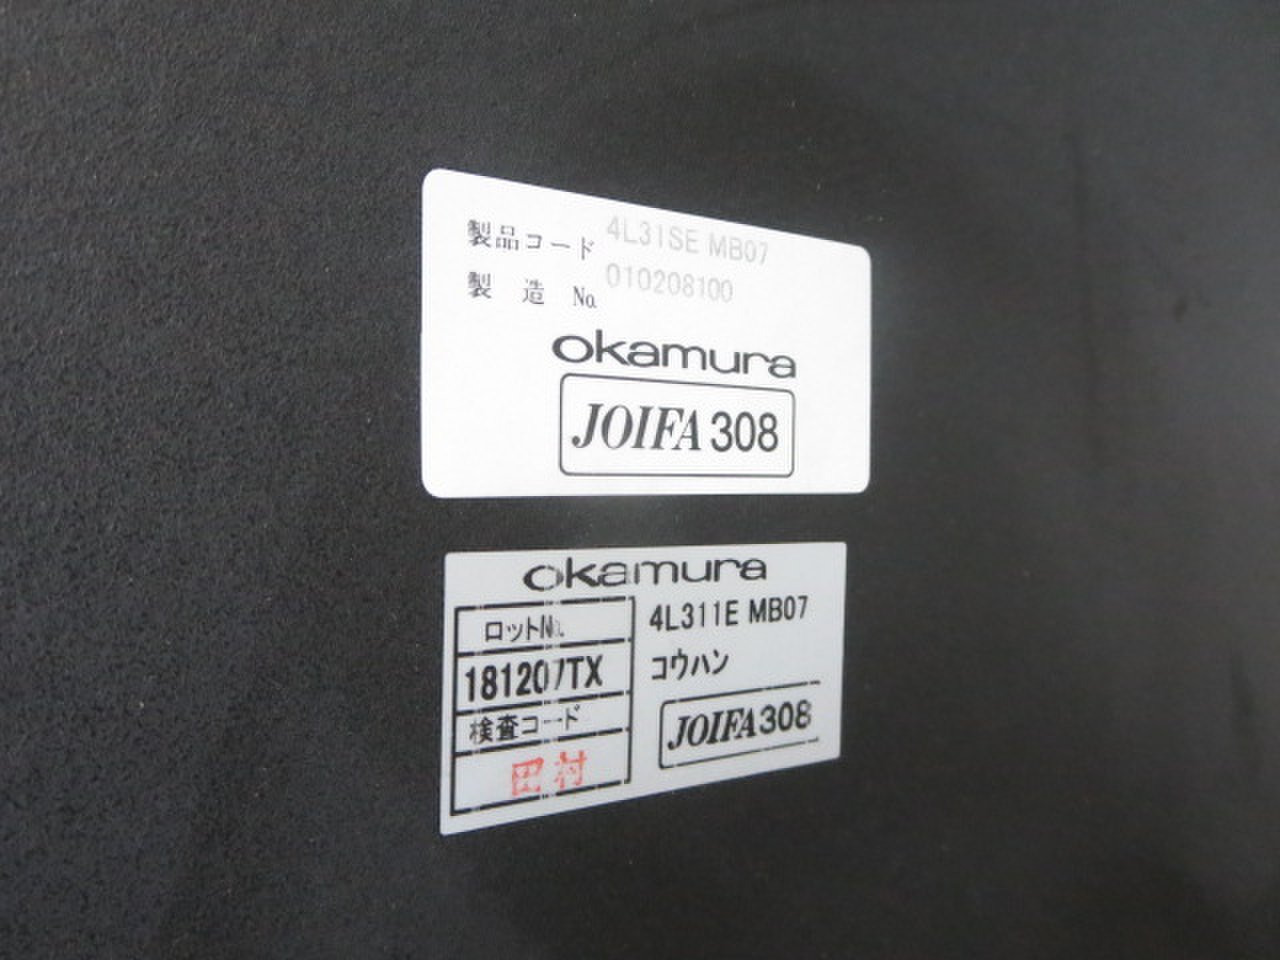 製品コード 4L31SE MB07
製 造 No. 010208100
okamura
JOIFA 308
okamura
ロットNo. 4L311E MB07
181207TX コウハン
検査コード JOIFA 308
田村